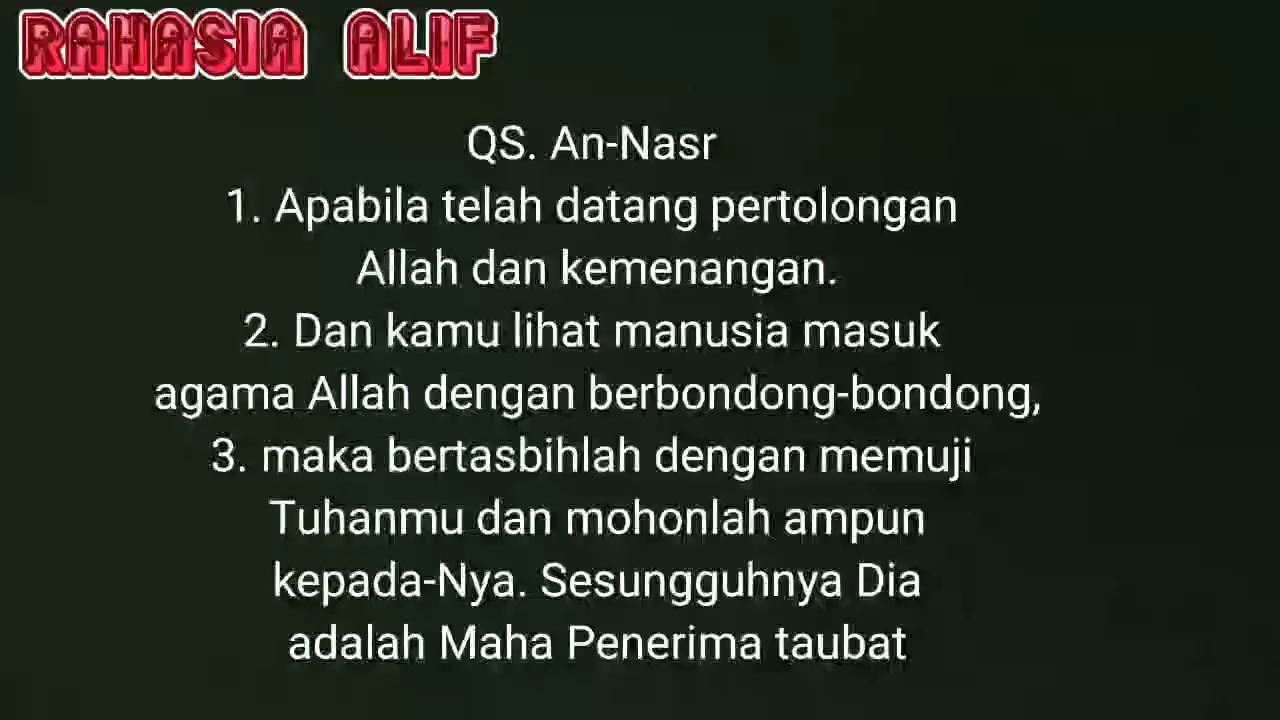 RAHASIA ALIF
QS. An-Nasr
1. Apabila telah datang pertolongan
Allah dan kemenangan.
2. Dan kamu lihat manusia masuk
agama Allah dengan berbondong-bondong,
3. maka bertasbihlah dengan memuji
Tuhanmu dan mohonlah ampun
kepada-Nya. Sesungguhnya Dia
adalah Maha Penerima taubat